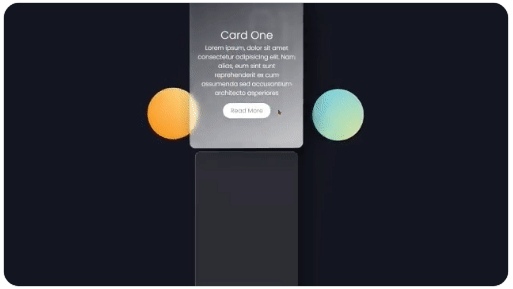 Card One
Lorem ipsum, dolor sit amet
consectetur adipisicing elit. Nam,
alias, eum sint sunt
reprehenderit ex cum
assumenda sed accusantium
architecto asperiores
Read More